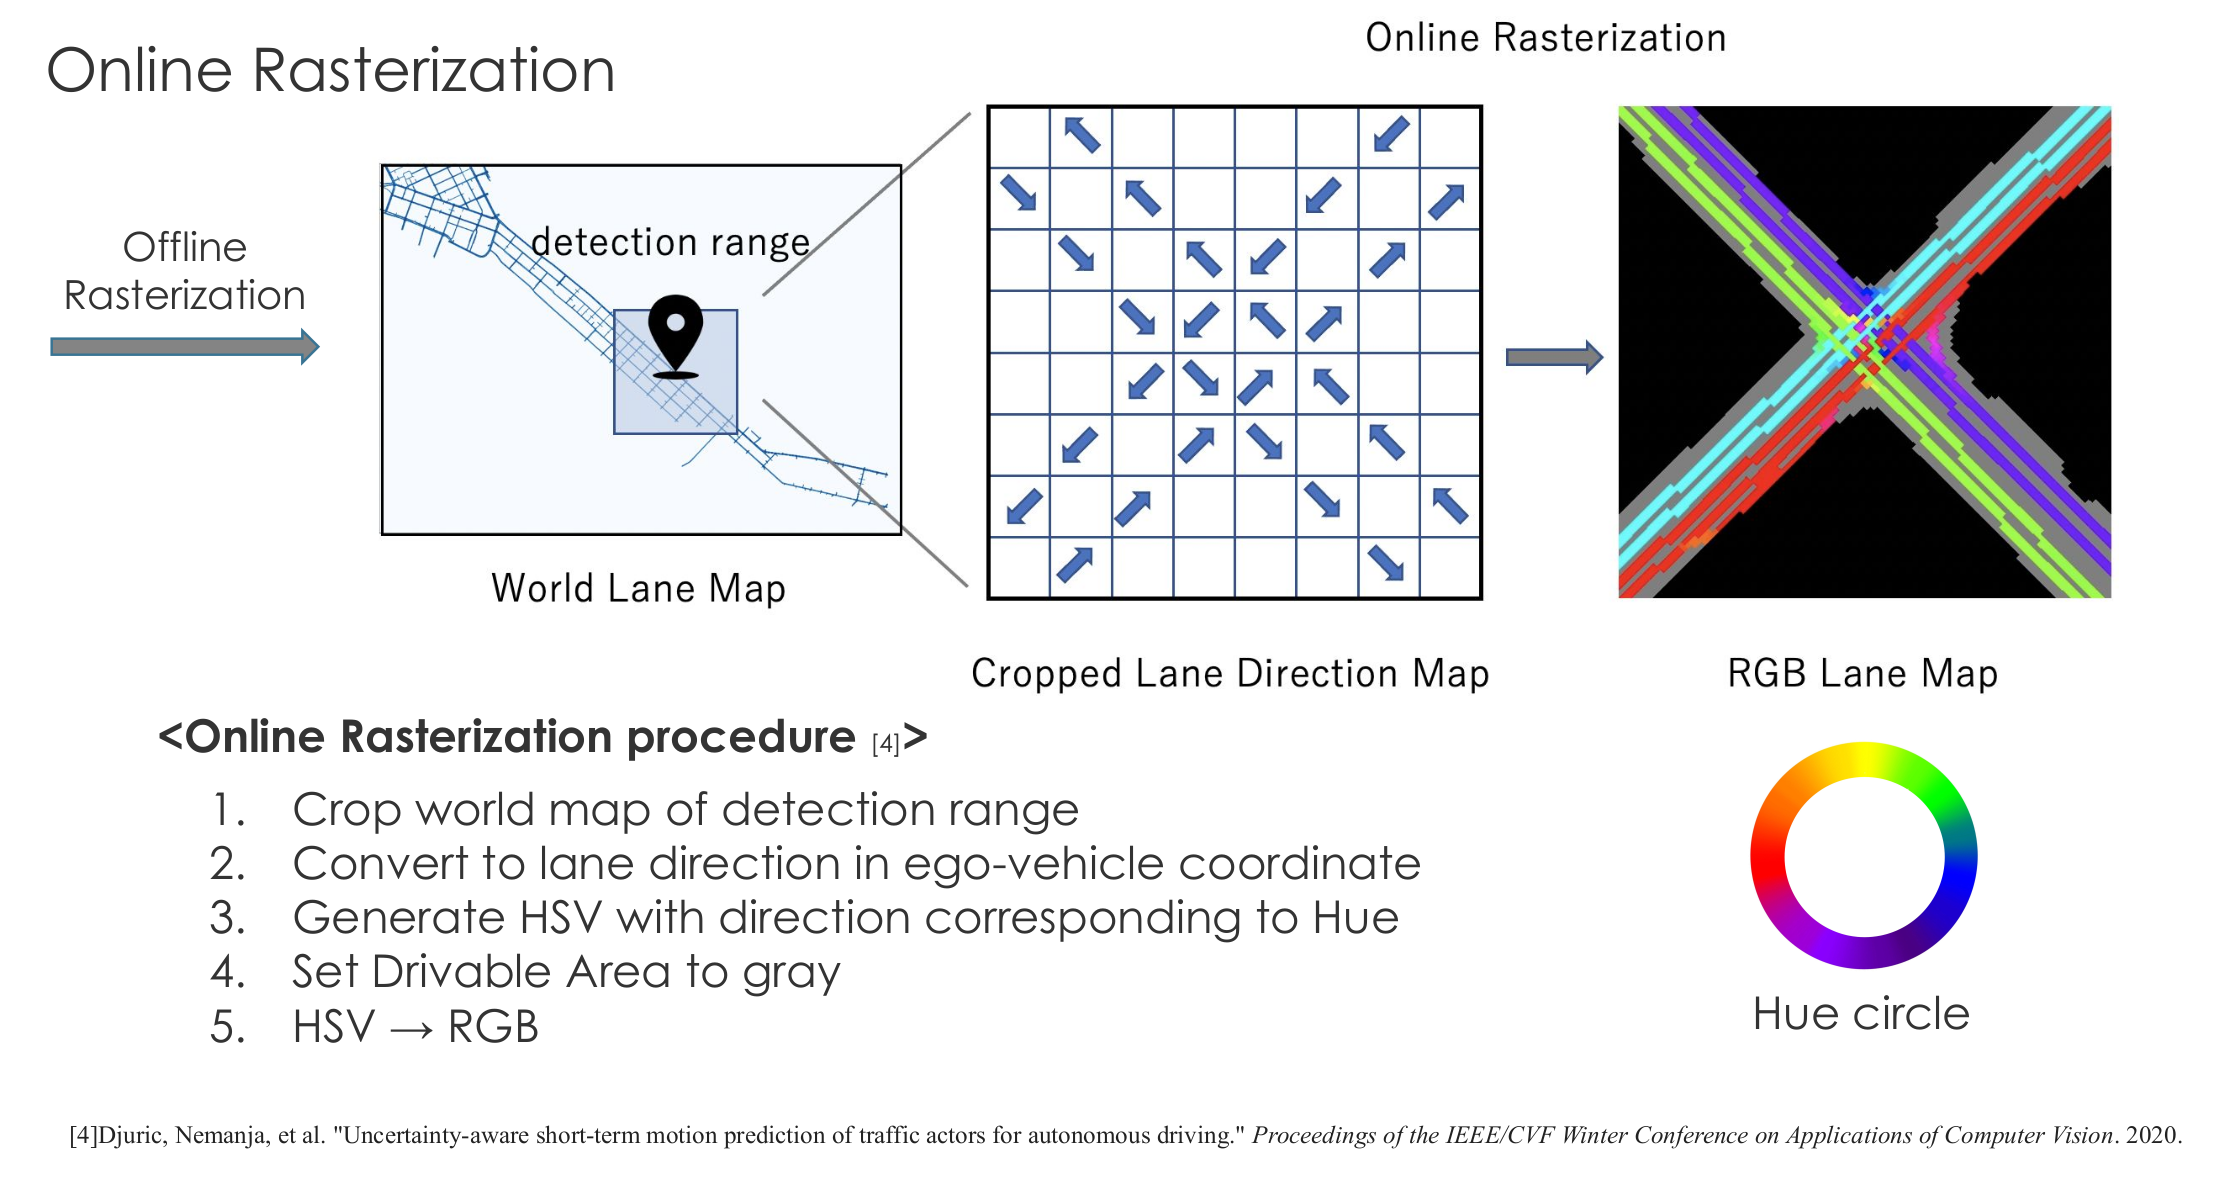 Online Rasterization
Online Rasterization
Offline
Rasterization
detection range
World Lane Map
Cropped Lane Direction Map
RGB Lane Map
<Online Rasterization procedure [4]>
1. Crop world map of detection range
2. Convert to lane direction in ego-vehicle coordinate
3. Generate HSV with direction corresponding to Hue
4. Set Drivable Area to gray
5. HSV → RGB
Hue circle
[4]Djuric, Nemanja, et al. "Uncertainty-aware short-term motion prediction of traffic actors for autonomous driving." Proceedings of the IEEE/CVF Winter Conference on Applications of Computer Vision. 2020.